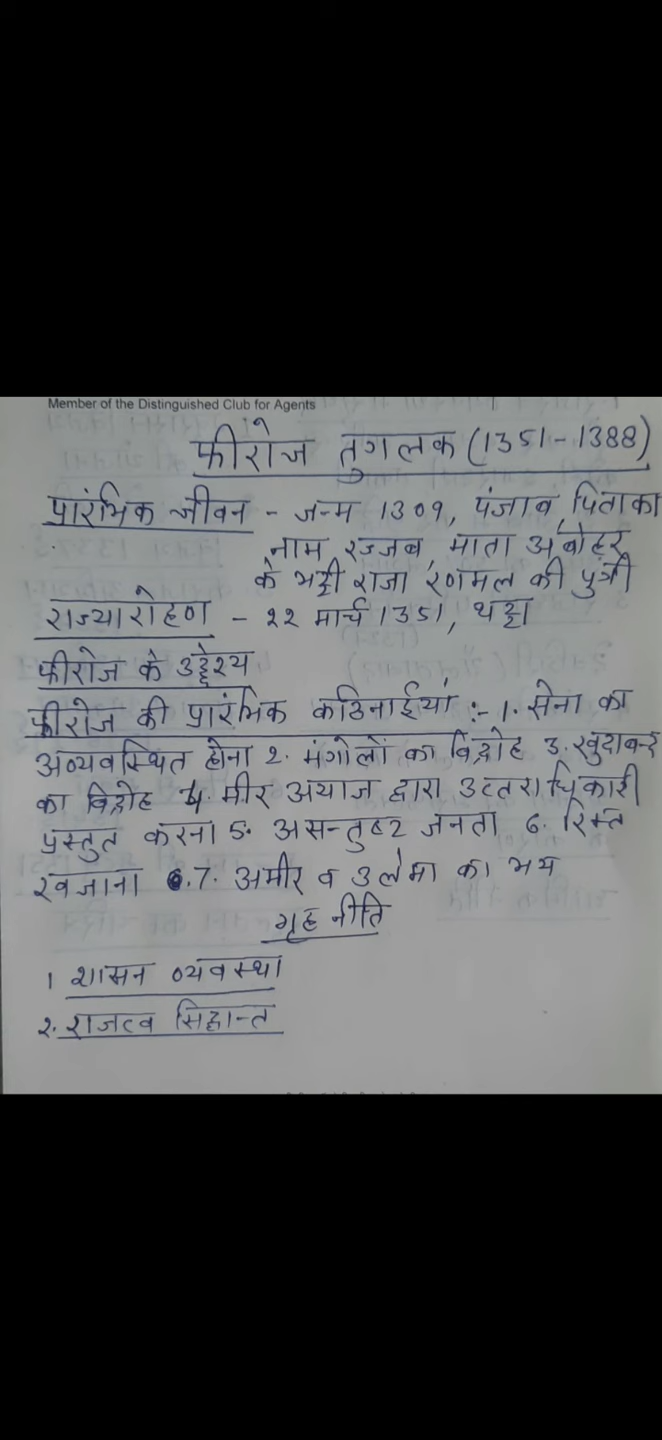 Member of the Distinguished Club for Agents
फीरोज तुगलक (1351-1388)
प्रारंभिक जीवन - जन्म 1309, पंजाब, पिता का
नाम रज्जब, माता अबोहर
के भट्टी राजा रणमल की पुत्री
राज्यारोहण - 22 मार्च 1351, थट्टा
फीरोज के उद्देश्य
फीरोज की प्रारंभिक कठिनाईयां :- 1. सेना का
अव्यवस्थित होना 2. मंगोलों का विद्रोह 3. खुदाबन्द
का विद्रोह 4. मीर अयाज द्वारा उत्तराधिकारी
प्रस्तुत करना 5. असन्तुष्ट जनता 6. रिक्त
खजाना 7. अमीर व उलेमा का भय
गृह नीति
1 शासन व्यवस्था
2. राजत्व सिद्धान्त